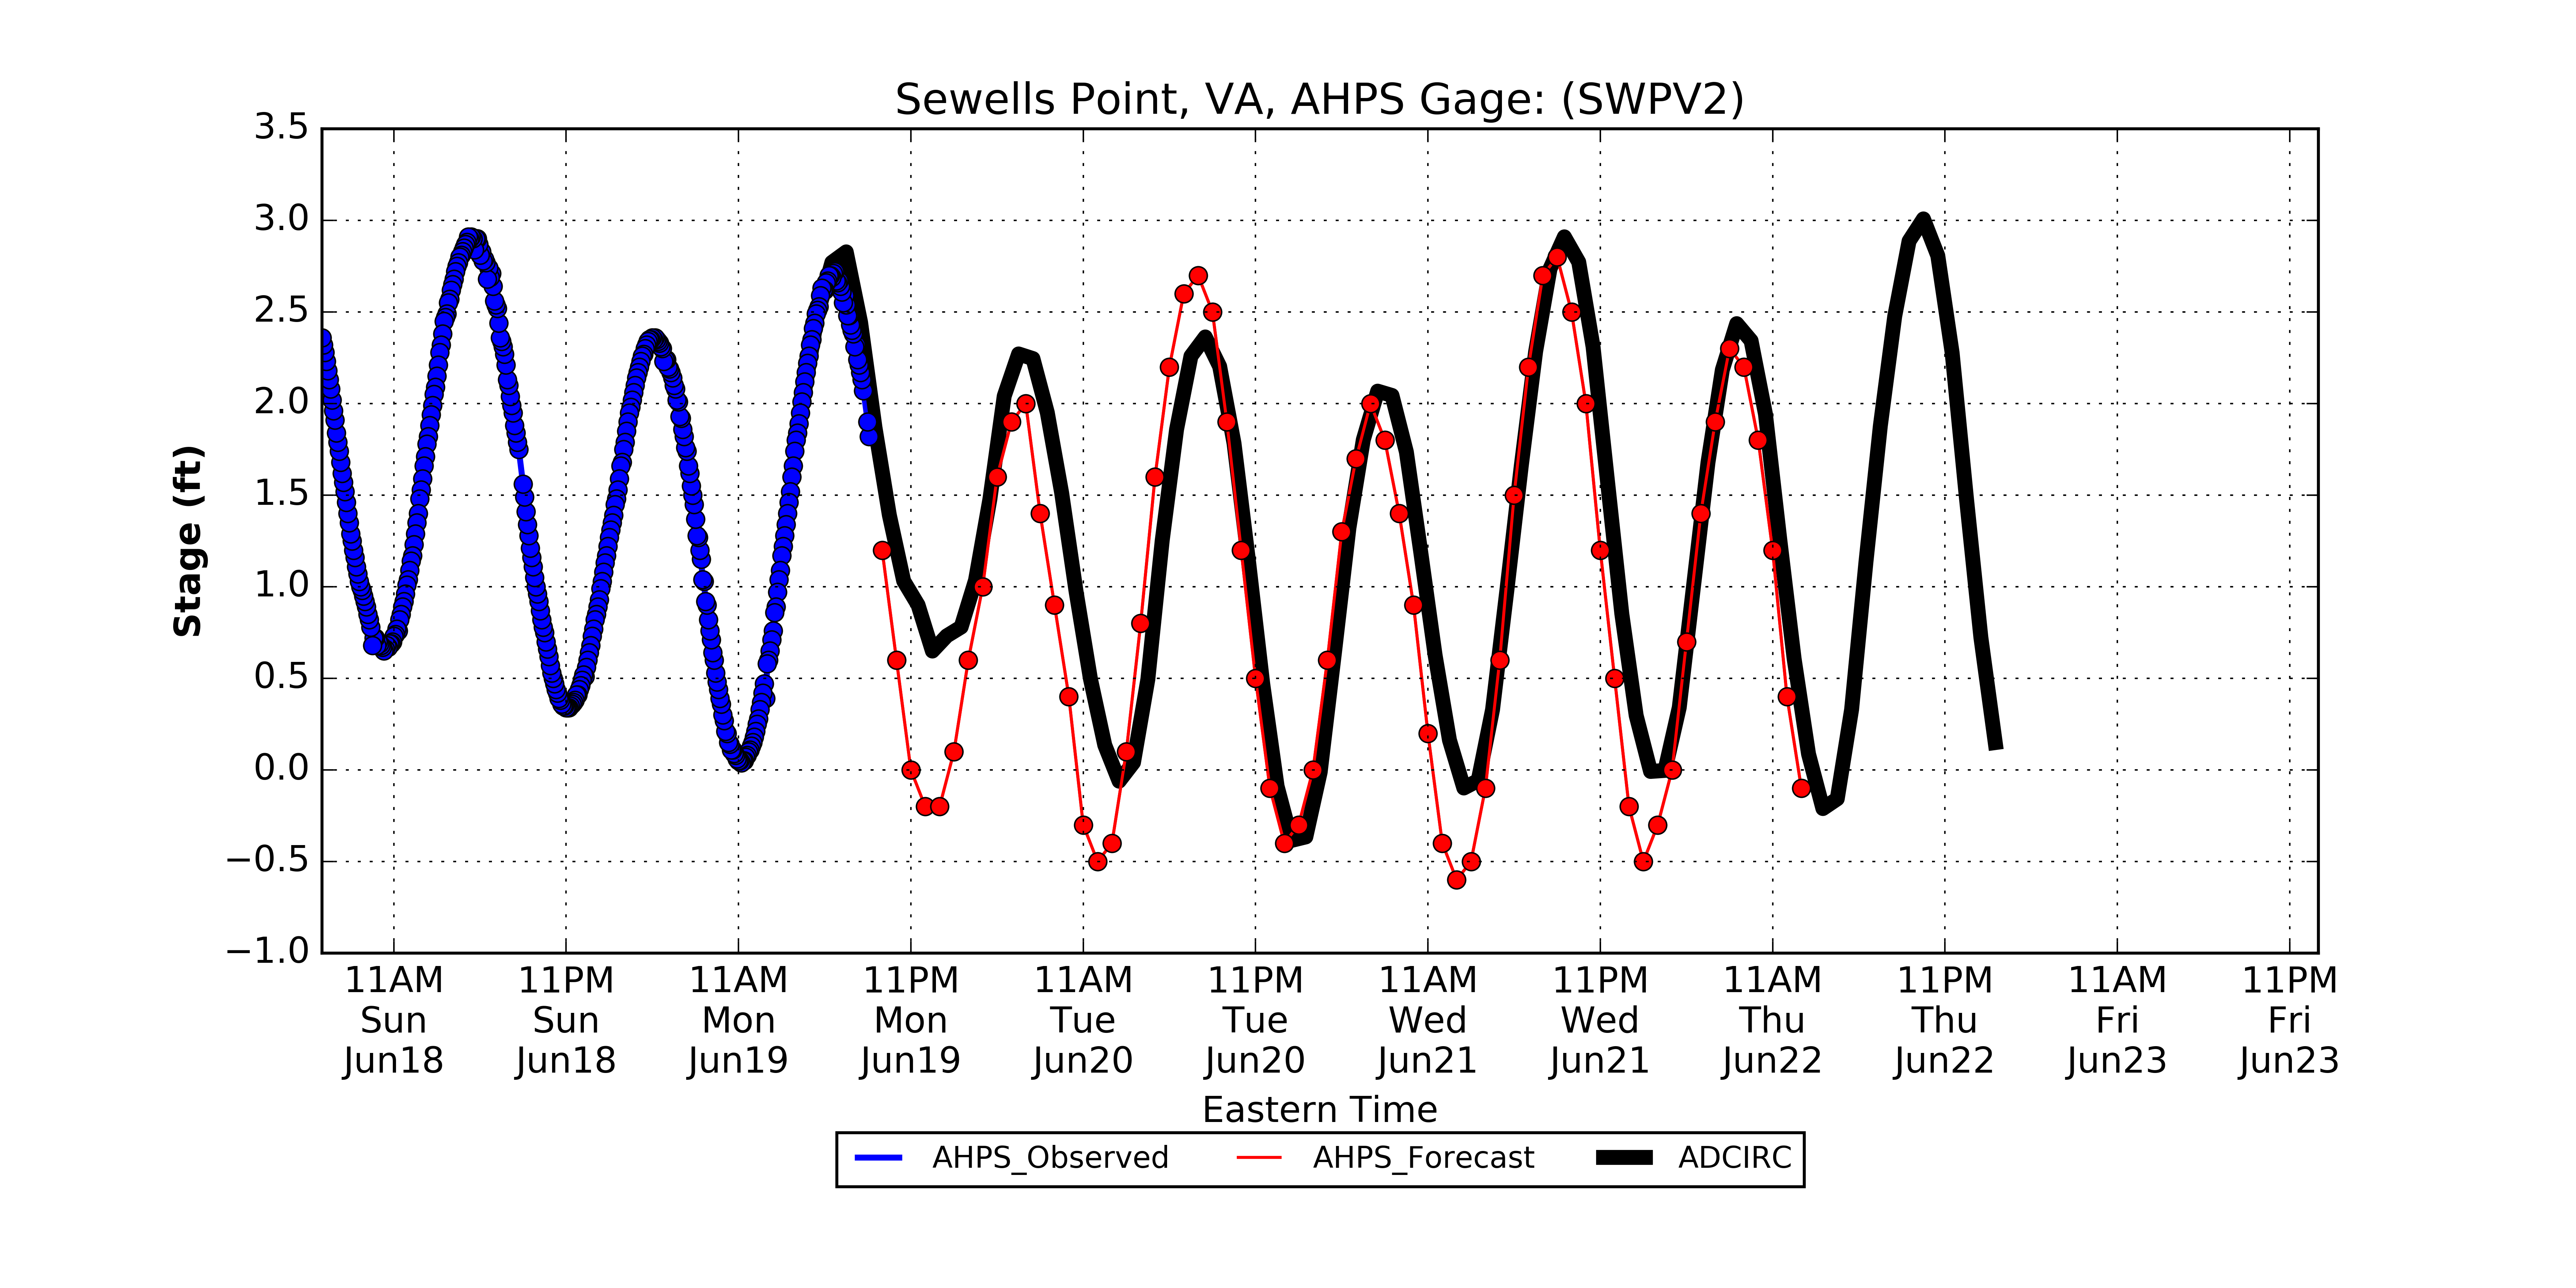 Sewells Point, VA, AHPS Gage: (SWPV2)
3.5
3.0
2.5
2.0
1.5
1.0
0.5
0.0
−0.5
−1.0
Stage (ft)
11AM 11PM 11AM 11PM 11AM 11PM 11AM 11PM 11AM 11PM 11AM 11PM
Sun Sun Mon Mon Tue Tue Wed Wed Thu Thu Fri Fri
Jun18 Jun18 Jun19 Jun19 Jun20 Jun20 Jun21 Jun21 Jun22 Jun22 Jun23 Jun23
Eastern Time
AHPS_Observed AHPS_Forecast ADCIRC